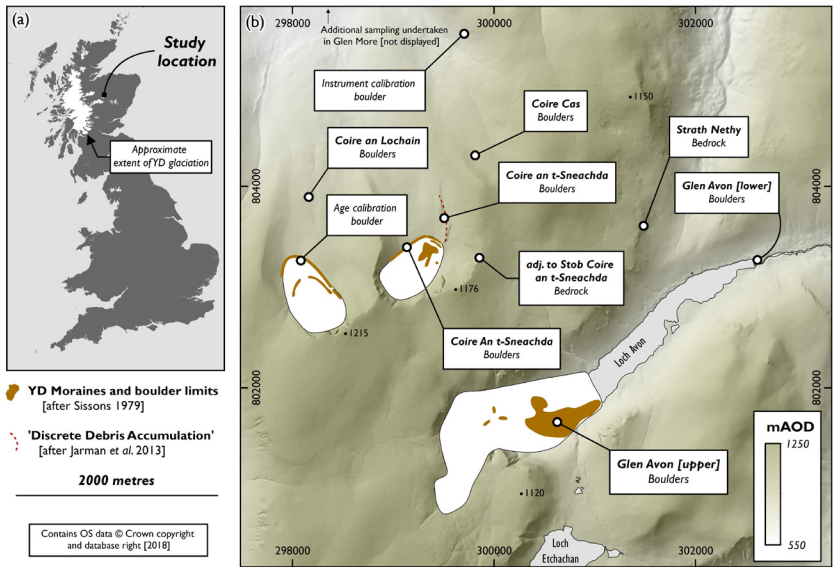 (a)
Study
location
Approximate
extent of YD glaciation
YD Moraines and boulder limits
[after Sissons 1979]
'Discrete Debris Accumulation'
[after Jarman et al. 2013]
2000 metres
Contains OS data © Crown copyright
and database right [2018]
(b)
298000
300000
302000
Additional sampling undertaken
in Glen More [not displayed]
Instrument calibration
boulder
Coire Cas
Boulders
1150
Strath Nethy
Bedrock
Coire an Lochain
Boulders
Coire an t-Sneachda
Boulders
Glen Avon [lower]
Boulders
804000
804000
Age calibration
boulder
adj. to Stob Coire
an t-Sneachda
Bedrock
1176
1215
Coire An t-Sneachda
Boulders
Loch Avon
802000
802000
mAOD
1250
550
Glen Avon [upper]
Boulders
1120
Loch
Etchachan
298000
300000
302000